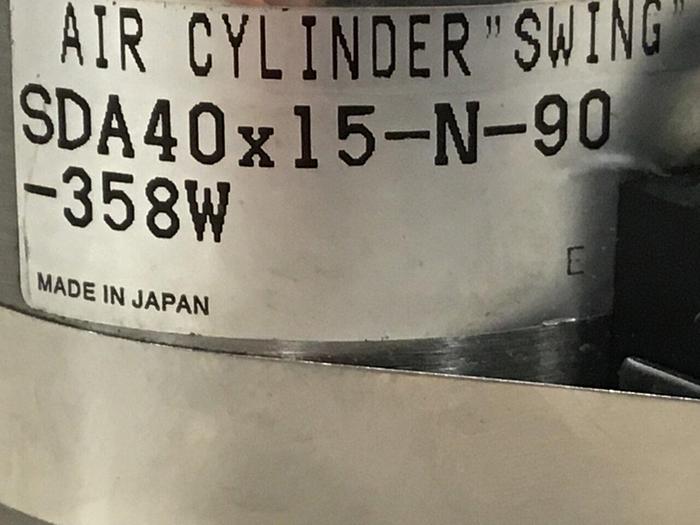 AIR CYLINDER"SWING"
SDA40x15-N-90
-358W
E
MADE IN JAPAN